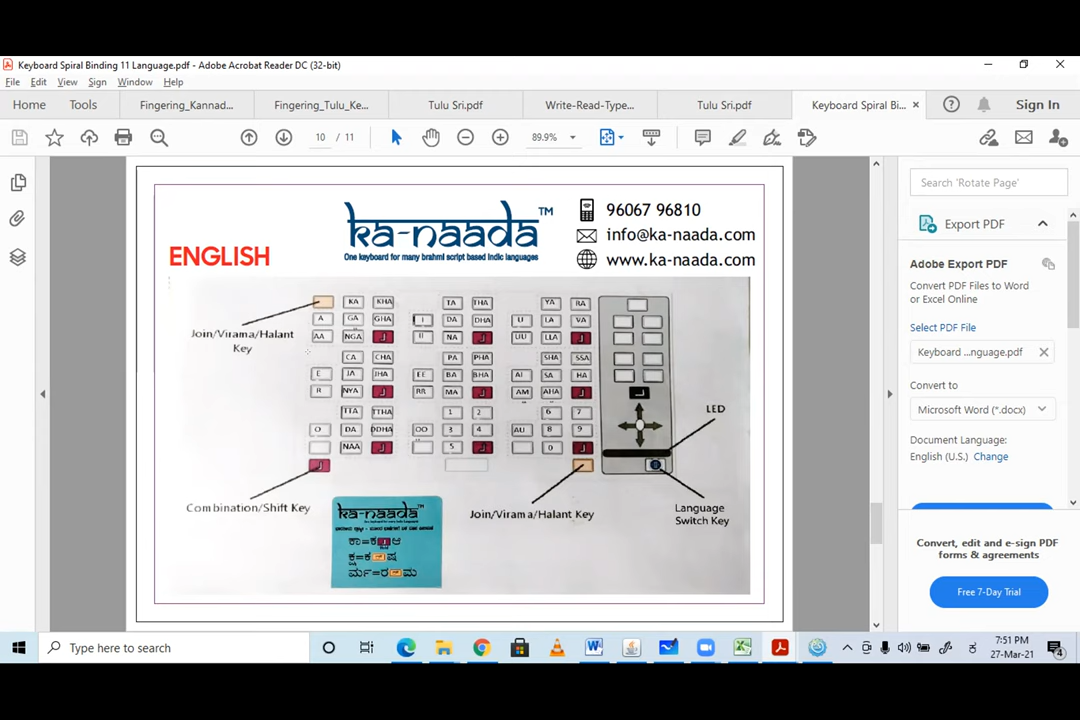 Keyboard Spiral Binding 11 Language.pdf - Adobe Acrobat Reader DC (32-bit)
File Edit View Sign Window Help
Home Tools Fingering_Kannad... Fingering_Tulu_Ke... Tulu Sri.pdf Write-Read-Type... Tulu Sri.pdf Keyboard Spiral Bi... Sign In
10 / 11 89.9%
ka-naada TM
One keyboard for many brahmi script based indic languages
96067 96810
info@ka-naada.com
www.ka-naada.com
ENGLISH
KA KHA TA THA YA RA
A GA GHA I DA DHA U LA VA
AA NGA II NA UU LLA
Join/Virama/Halant
Key
CA CHA PA PHA SHA SSA
E JA JHA EE BA BHA AI SA HA
R NYA RR MA AM AHA
TTA TTHA 1 2 6 7
O DA DDHA OO 3 4 AU 8 9
NAA 5 0
LED
Combination/Shift Key
Join/Virama/Halant Key
Language
Switch Key
ka-naada TM
ಕಾ=ಕ ಆ
ಕ್ಷ=ಕ ಷ
ರ್ಮ=ರ ಮ
Search 'Rotate Page'
Export PDF
Adobe Export PDF
Convert PDF Files to Word
or Excel Online
Select PDF File
Keyboard ...nguage.pdf
Convert to
Microsoft Word (*.docx)
Document Language:
English (U.S.) Change
Convert, edit and e-sign PDF
forms & agreements
Free 7-Day Trial
Type here to search
7:51 PM
27-Mar-21
4